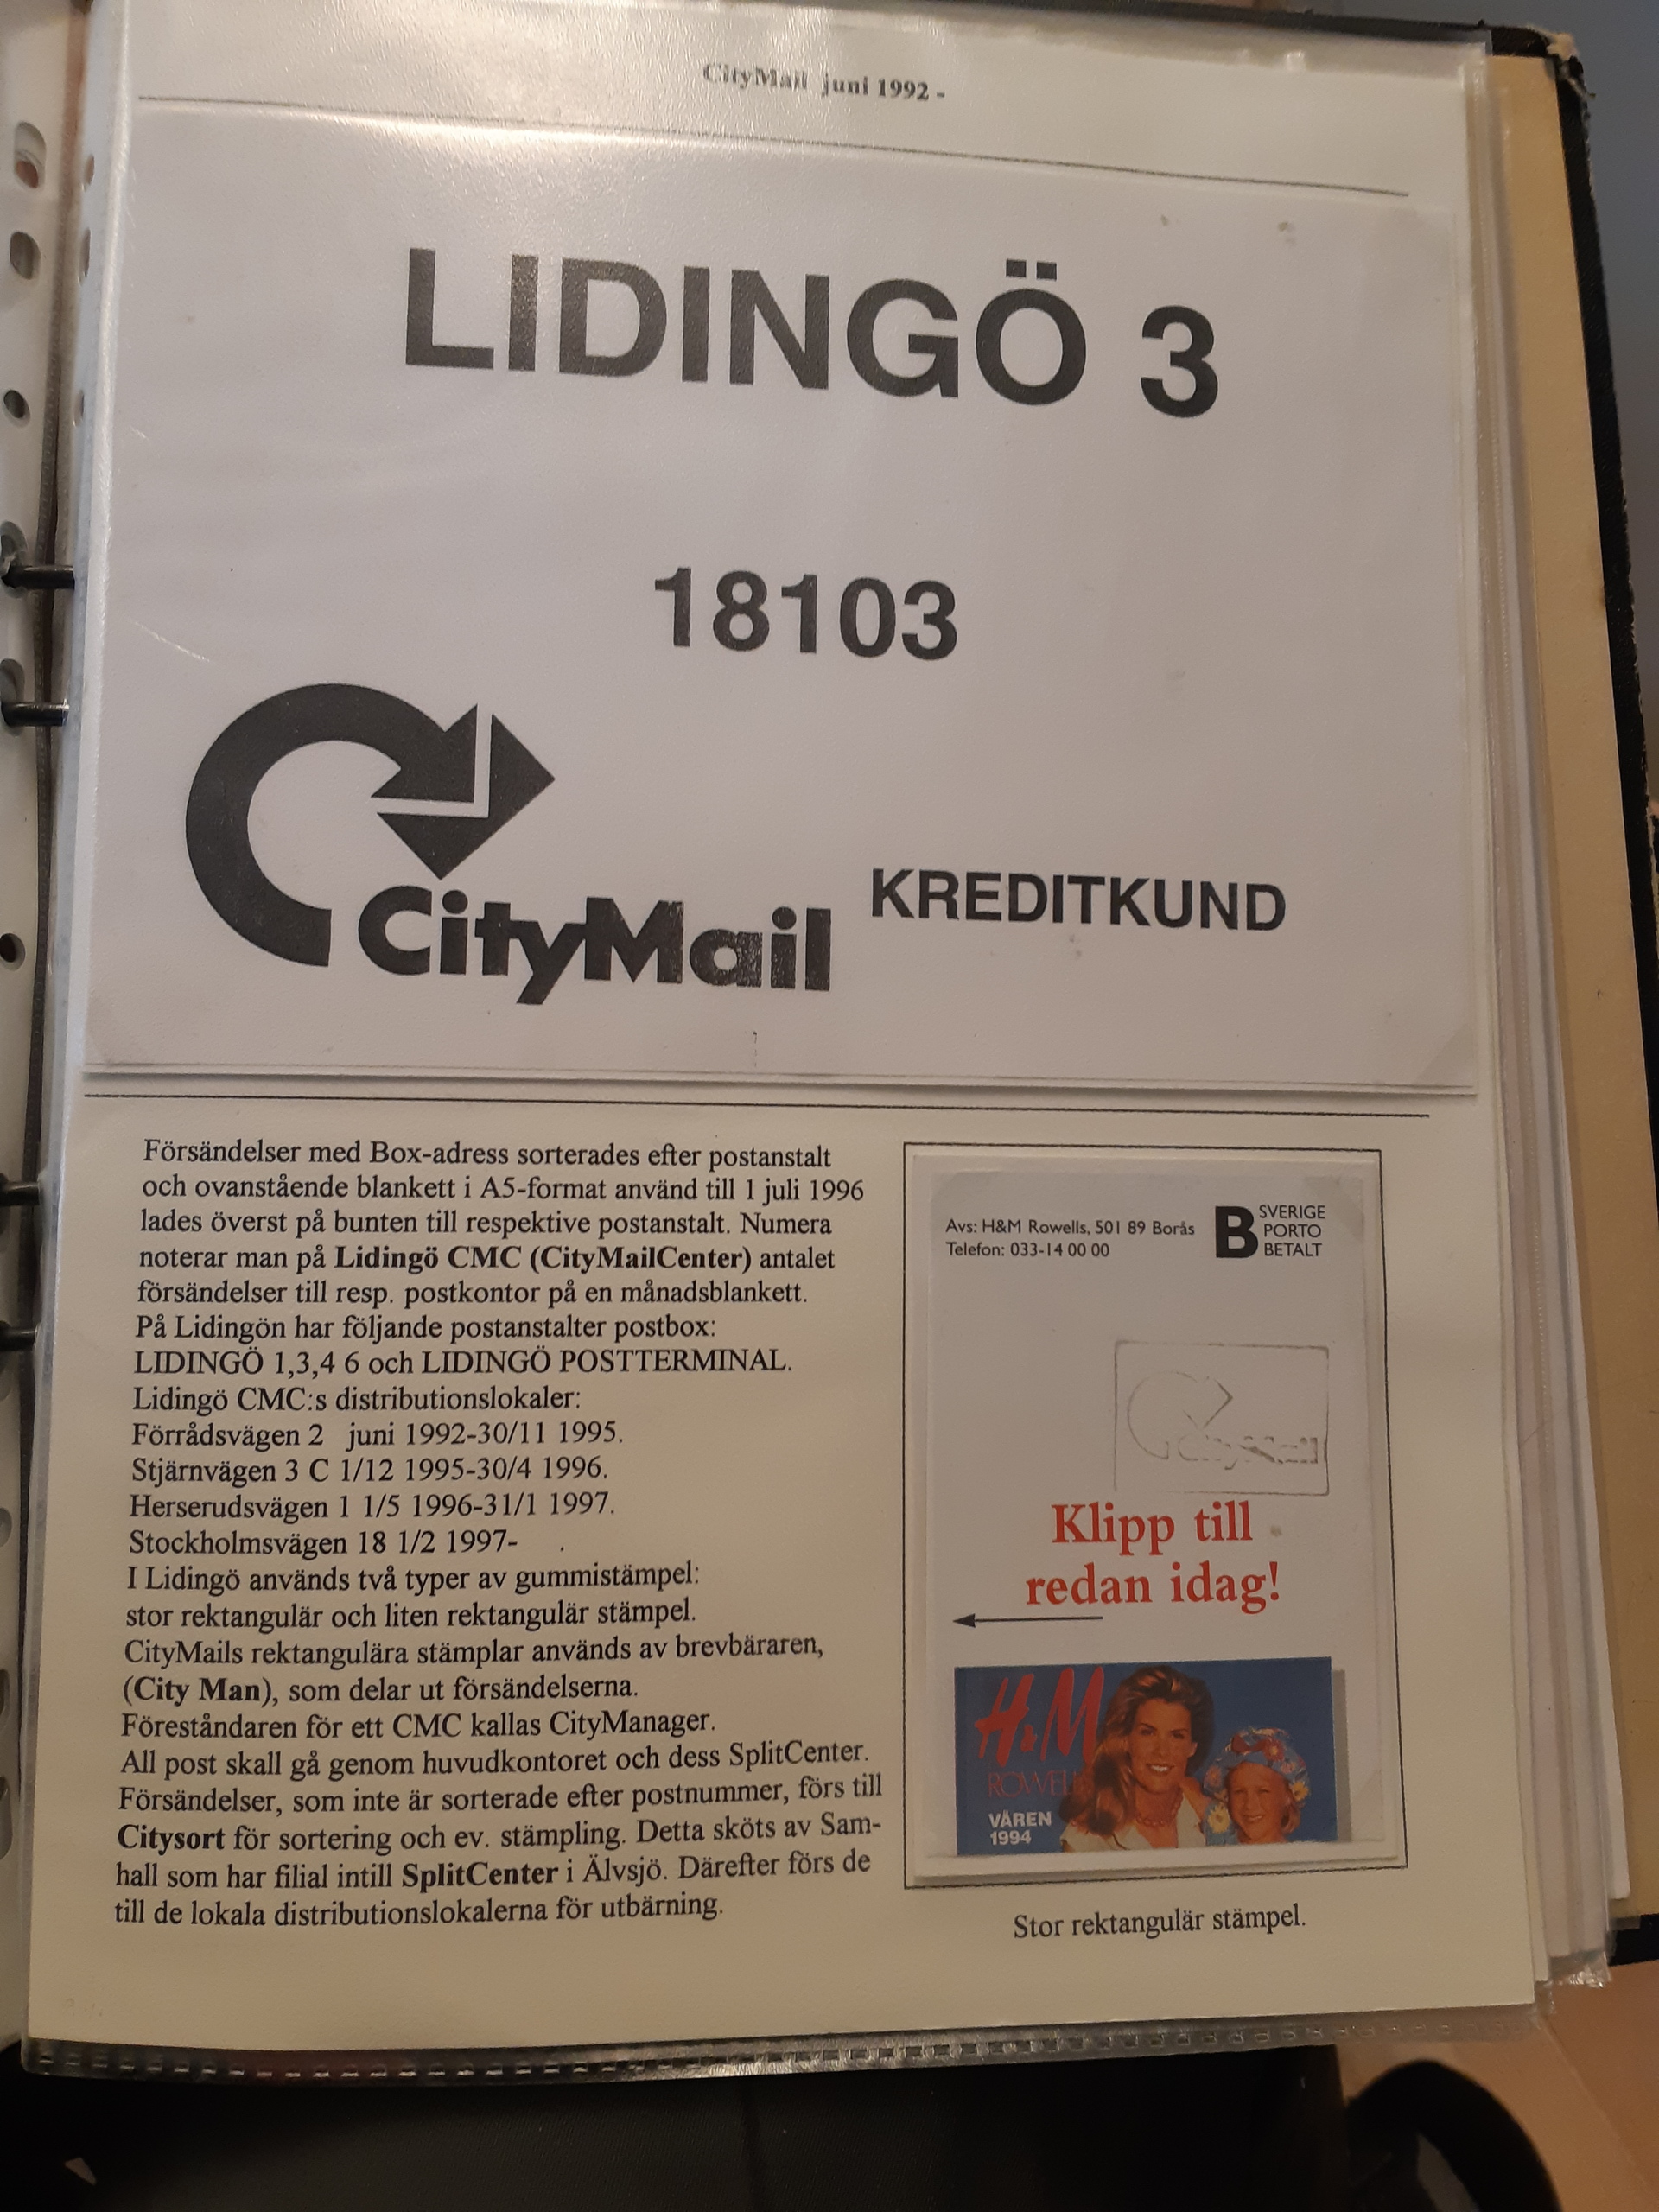 CityMail juni 1992 -
LIDINGÖ 3
18103
CityMail
KREDITKUND
Försändelser med Box-adress sorterades efter postanstalt
och ovanstående blankett i A5-format använd till 1 juli 1996
lades överst på bunten till respektive postanstalt. Numera
noterar man på Lidingö CMC (CityMailCenter) antalet
försändelser till resp. postkontor på en månadsblankett.
På Lidingön har följande postanstalter postbox:
LIDINGÖ 1,3,4 6 och LIDINGÖ POSTTERMINAL.
Lidingö CMC:s distributionslokaler:
Förrådsvägen 2 juni 1992-30/11 1995.
Stjärnvägen 3 C 1/12 1995-30/4 1996.
Herserudsvägen 1 1/5 1996-31/1 1997.
Stockholmsvägen 18 1/2 1997-
I Lidingö används två typer av gummistämpel:
stor rektangulär och liten rektangulär stämpel.
CityMails rektangulära stämplar används av brevbäraren,
(City Man), som delar ut försändelserna.
Föreståndaren för ett CMC kallas CityManager.
All post skall gå genom huvudkontoret och dess SplitCenter.
Försändelser, som inte är sorterade efter postnummer, förs till
Citysort för sortering och ev. stämpling. Detta sköts av Sam-
hall som har filial intill SplitCenter i Älvsjö. Därefter förs de
till de lokala distributionslokalerna för utbärning.
Avs: H&M Rowells, 501 89 Borås
Telefon: 033-14 00 00
B SVERIGE
PORTO
BETALT
CityMail
Klipp till
redan idag!
H&M
ROWELLS
VÅREN
1994
Stor rektangulär stämpel.